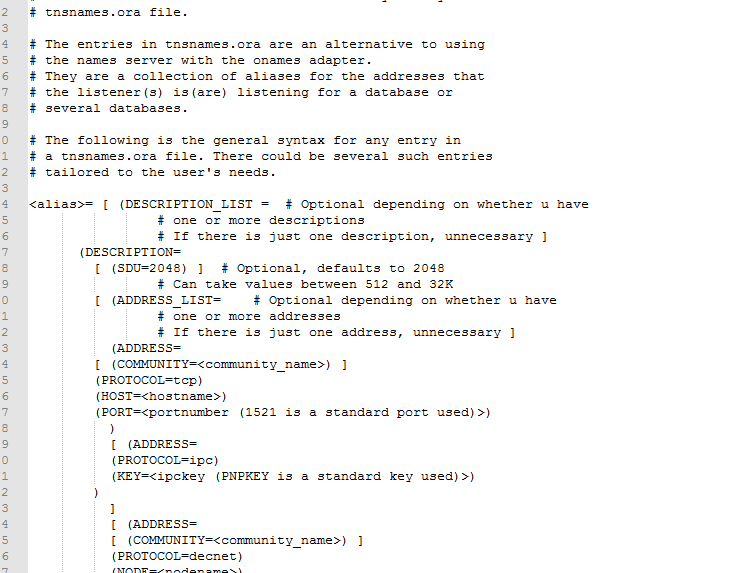 2 # tnsnames.ora file.
3
4 # The entries in tnsnames.ora are an alternative to using
5 # the names server with the onames adapter.
6 # They are a collection of aliases for the addresses that
7 # the listener(s) is(are) listening for a database or
8 # several databases.
9
0 # The following is the general syntax for any entry in
1 # a tnsnames.ora file. There could be several such entries
2 # tailored to the user's needs.
3
4 <alias>= [ (DESCRIPTION_LIST =  # Optional depending on whether u have
5 # one or more descriptions
6 # If there is just one description, unnecessary ]
7 (DESCRIPTION=
8 [ (SDU=2048) ]  # Optional, defaults to 2048
9 # Can take values between 512 and 32K
0 [ (ADDRESS_LIST=    # Optional depending on whether u have
1 # one or more addresses
2 # If there is just one address, unnecessary ]
3 (ADDRESS=
4 [ (COMMUNITY=<community_name>) ]
5 (PROTOCOL=tcp)
6 (HOST=<hostname>)
7 (PORT=<portnumber (1521 is a standard port used)>)
8 )
9 [ (ADDRESS=
0 (PROTOCOL=ipc)
1 (KEY=<ipckey (PNPKEY is a standard key used)>)
2 )
3 ]
4 [ (ADDRESS=
5 [ (COMMUNITY=<community_name>) ]
6 (PROTOCOL=decnet)
7 (NODE=<nodename>)